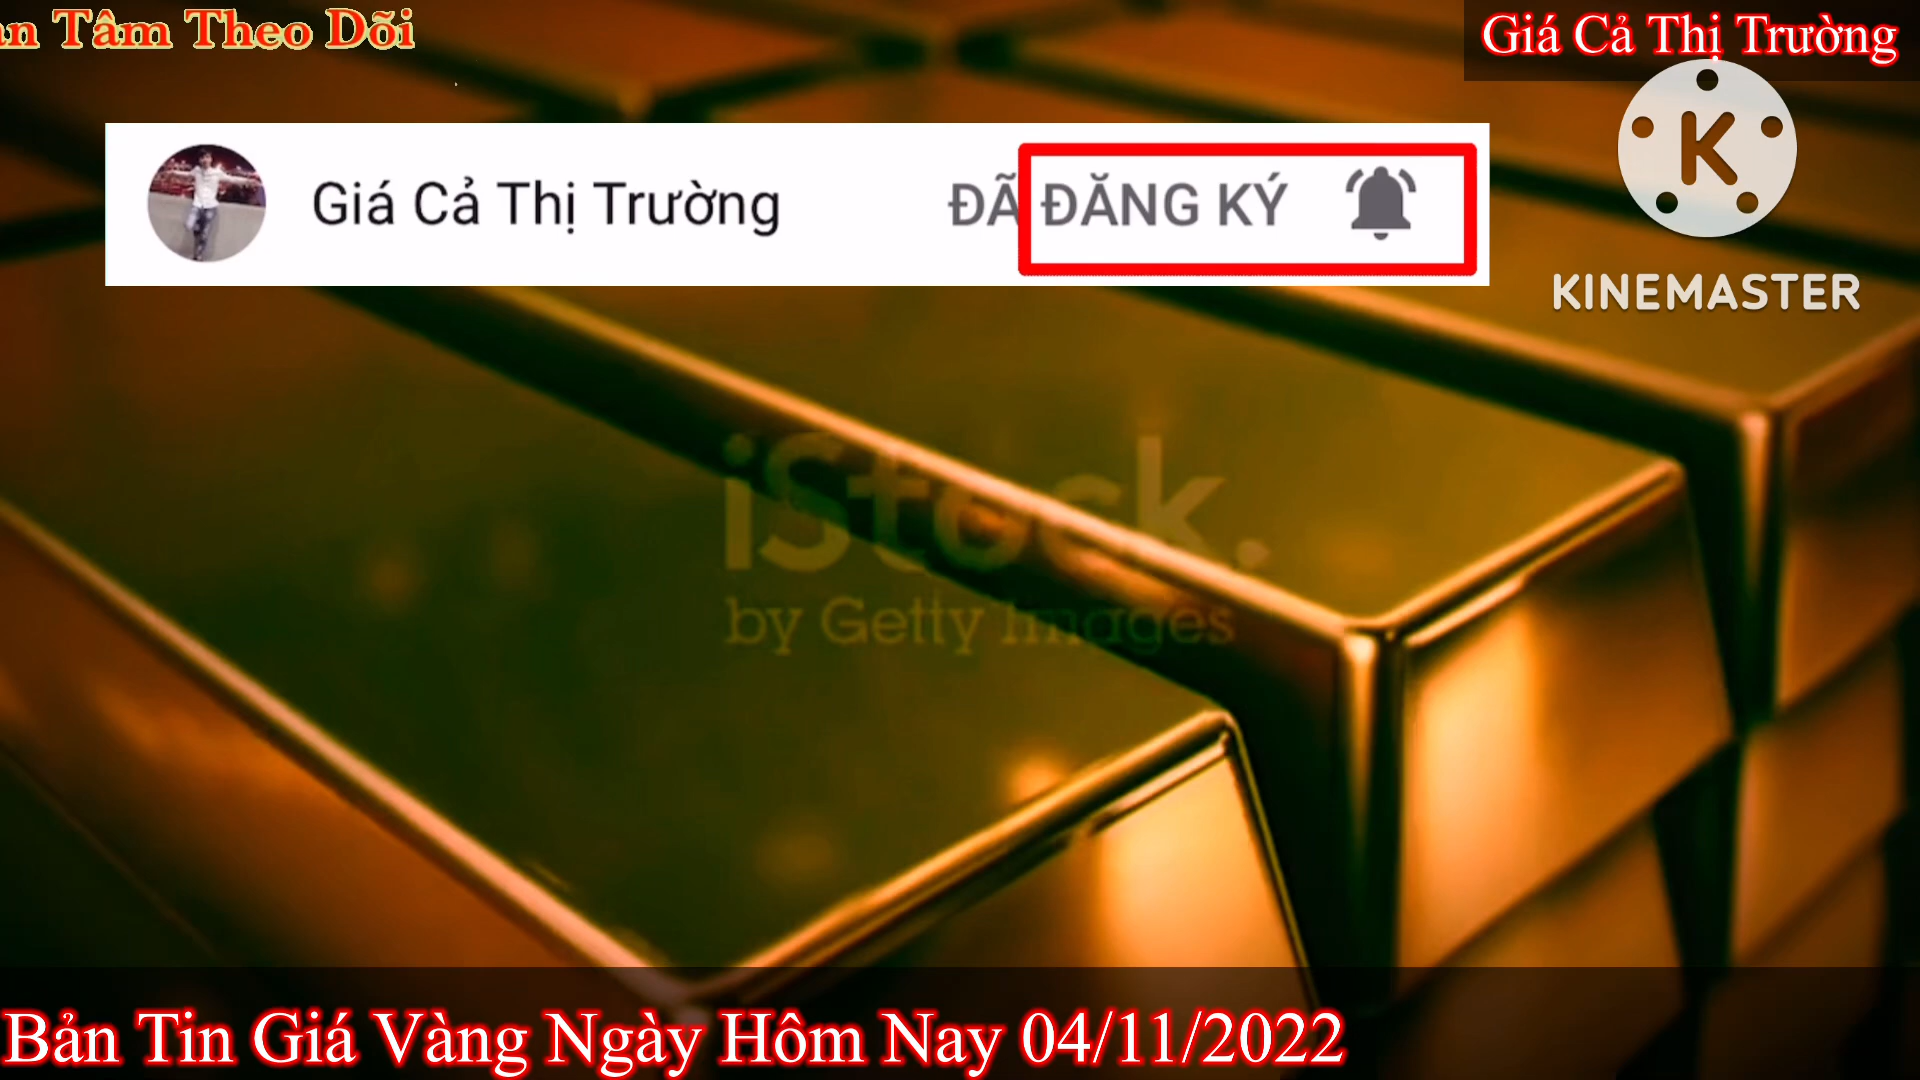 Tâm Theo Dõi
Giá Cả Thị Trường
Giá Cả Thị Trường ĐÃ ĐĂNG KÝ
K
KINEMASTER
iStock.
by Getty Images
Bản Tin Giá Vàng Ngày Hôm Nay 04/11/2022